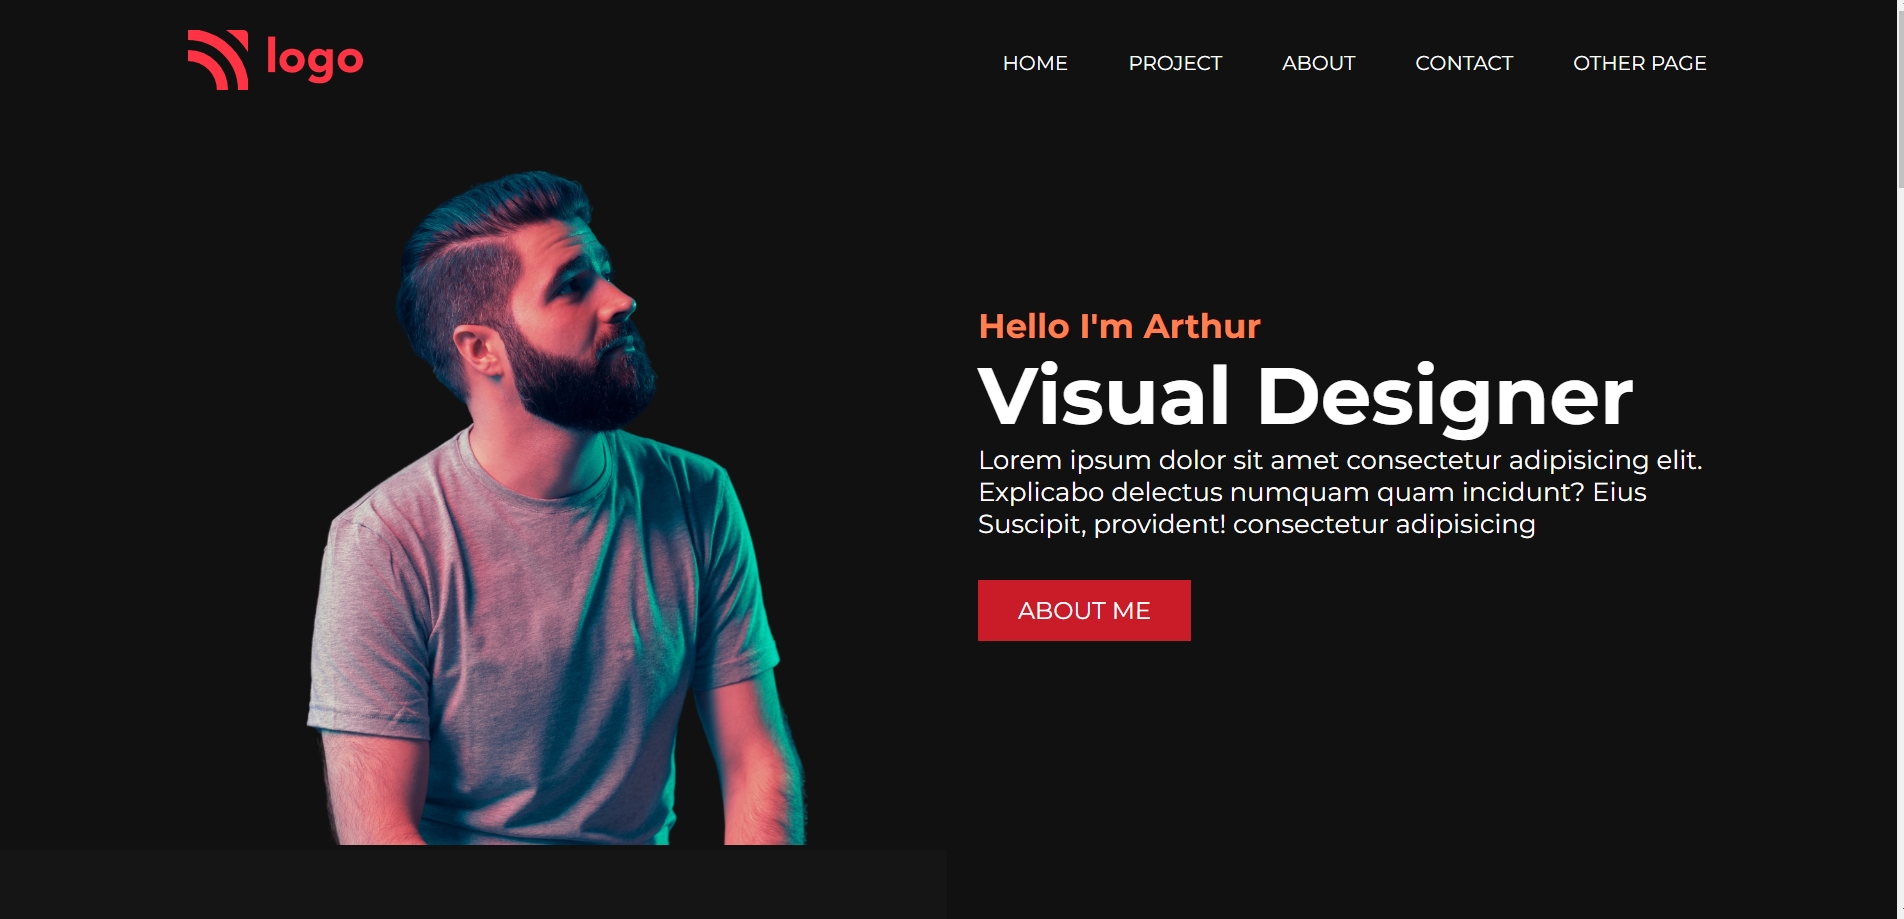 logo
HOME PROJECT ABOUT CONTACT OTHER PAGE
Hello I'm Arthur
Visual Designer
Lorem ipsum dolor sit amet consectetur adipisicing elit.
Explicabo delectus numquam quam incidunt? Eius
Suscipit, provident! consectetur adipisicing
ABOUT ME